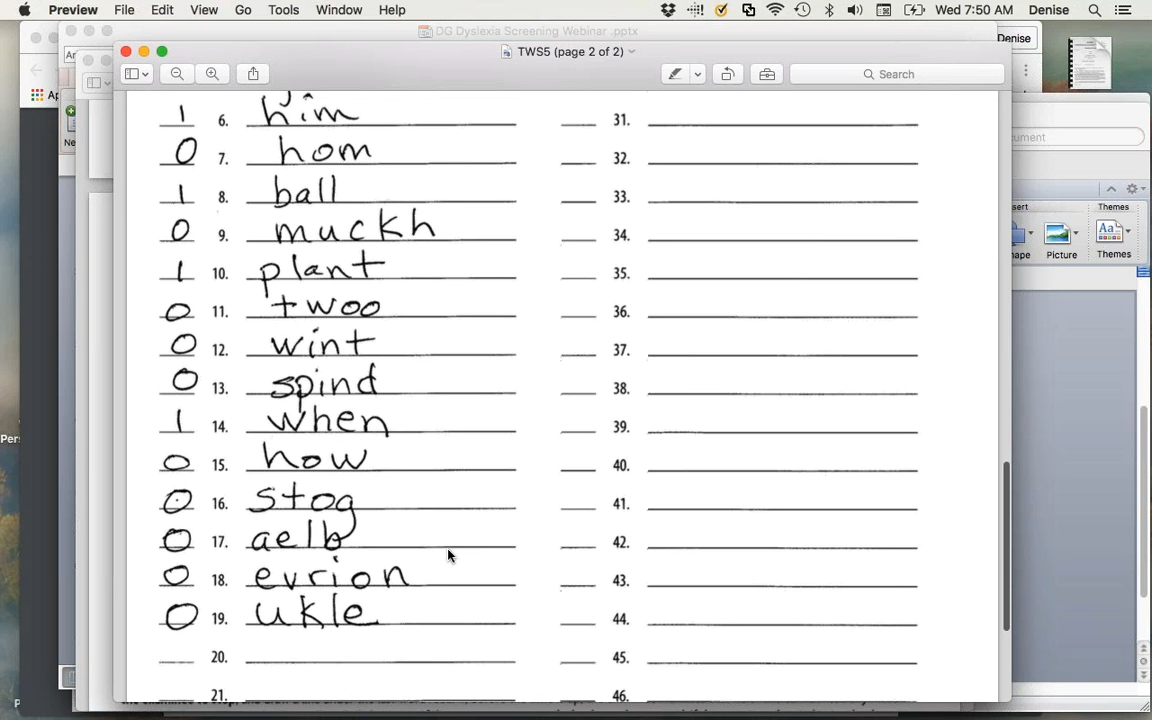 Preview File Edit View Go Tools Window Help Wed 7:50 AM Denise
DG Dyslexia Screening Webinar .pptx
Denise
TWS5 (page 2 of 2)
Search
1 6. him 31.
0 7. hom 32.
1 8. ball 33.
0 9. muckh 34.
1 10. plant 35.
0 11. twoo 36.
0 12. wint 37.
0 13. spind 38.
1 14. when 39.
0 15. how 40.
0 16. stog 41.
0 17. aelb 42.
0 18. evrion 43.
0 19. ukle 44.
20. 45.
21. 46.
Themes
Picture
Themes